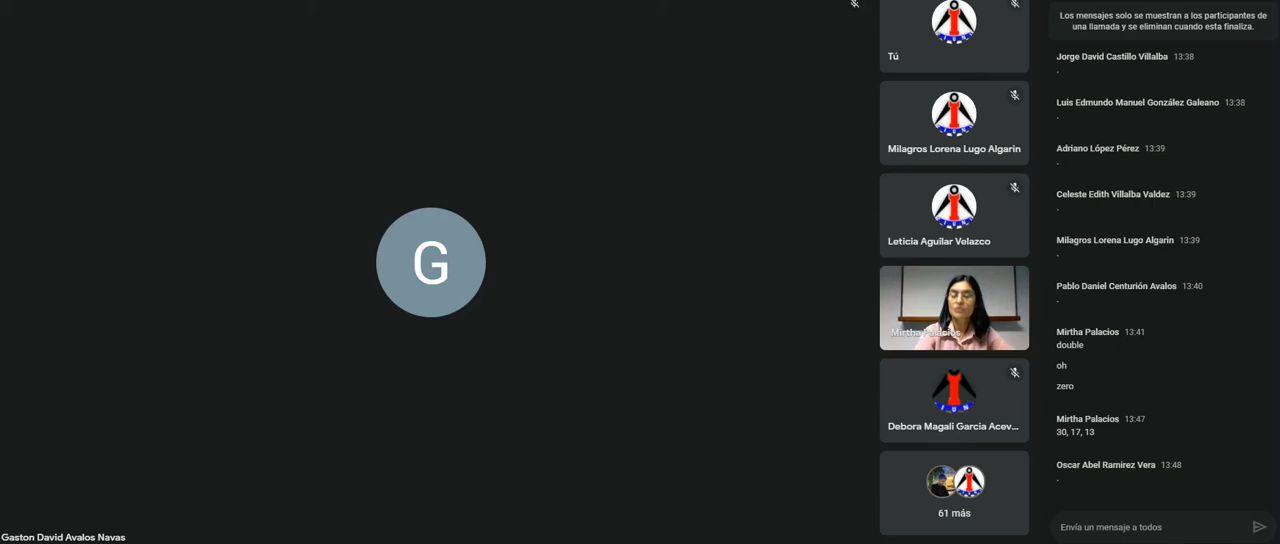 G
Gaston David Avalos Navas
Tú
Milagros Lorena Lugo Algarin
Leticia Aguilar Velazco
Mirtha Palacios
Debora Magali Garcia Acev...
61 más
Los mensajes solo se muestran a los participantes de
una llamada y se eliminan cuando esta finaliza.
Jorge David Castillo Villalba 13:38
.
Luis Edmundo Manuel González Galeano 13:38
.
Adriano López Pérez 13:39
.
Celeste Edith Villalba Valdez 13:39
.
Milagros Lorena Lugo Algarin 13:39
.
Pablo Daniel Centurión Avalos 13:40
.
Mirtha Palacios 13:41
double
oh
zero
Mirtha Palacios 13:47
30, 17, 13
Oscar Abel Ramirez Vera 13:48
.
Envía un mensaje a todos